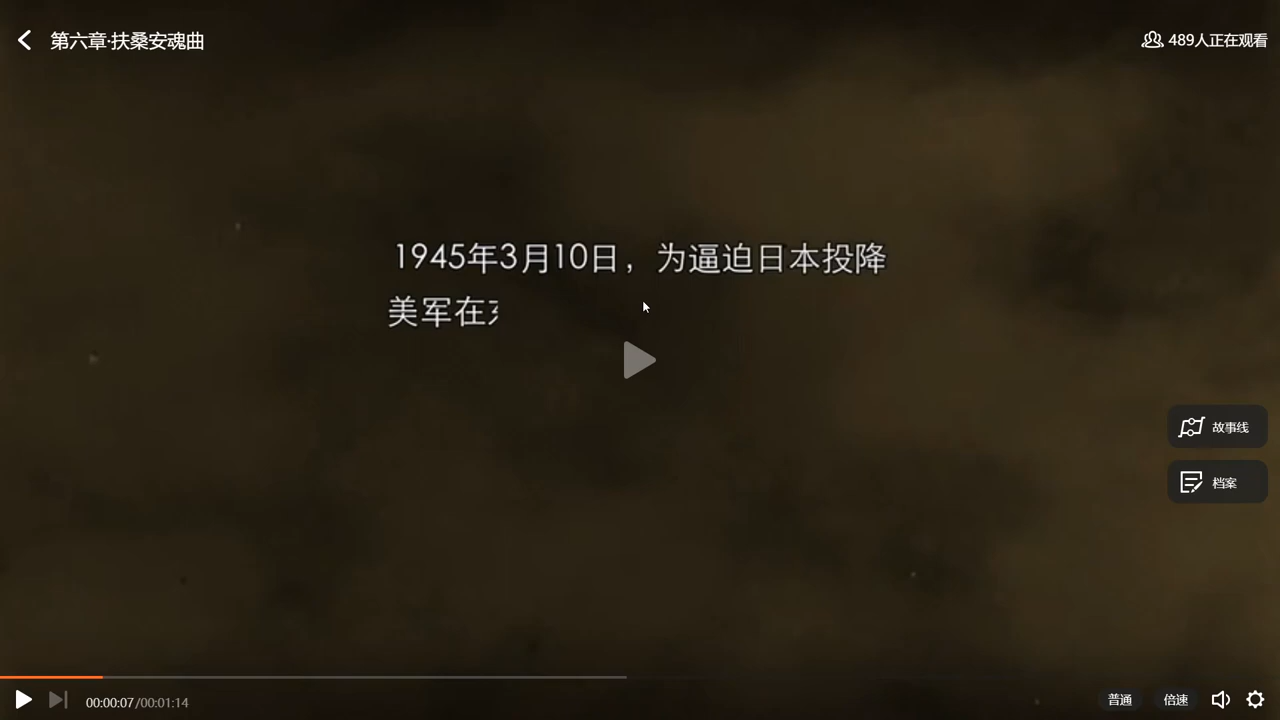 第六章·扶桑安魂曲
489人正在观看
1945年3月10日，为逼迫日本投降
美军在
故事线
档案
00:00:07/00:01:14
普通
倍速